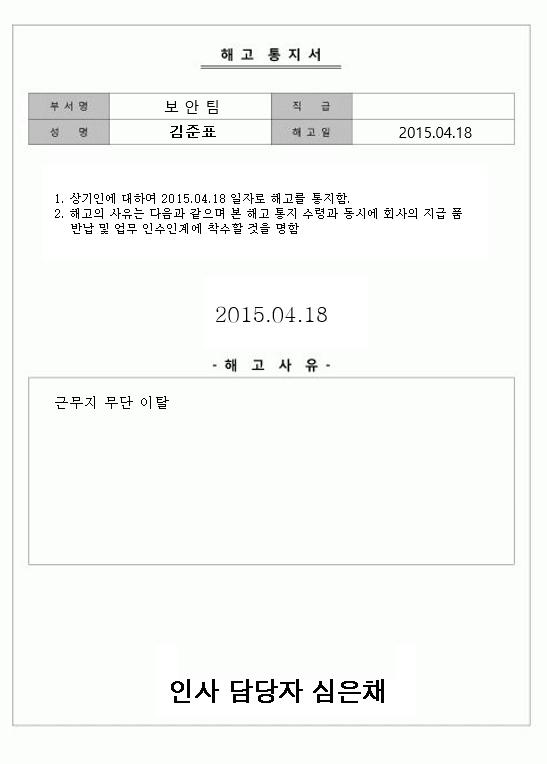 해 고 통 지 서
부 서 명 보 안 팀 직 급
성 명 김준표 해 고 일 2015.04.18
1. 상기인에 대하여 2015.04.18 일자로 해고를 통지함.
2. 해고의 사유는 다음과 같으며 본 해고 통지 수령과 동시에 회사의 지급 품
반납 및 업무 인수인계에 착수할 것을 명함
2015.04.18
- 해 고 사 유 -
근무지 무단 이탈
인사 담당자 심은채